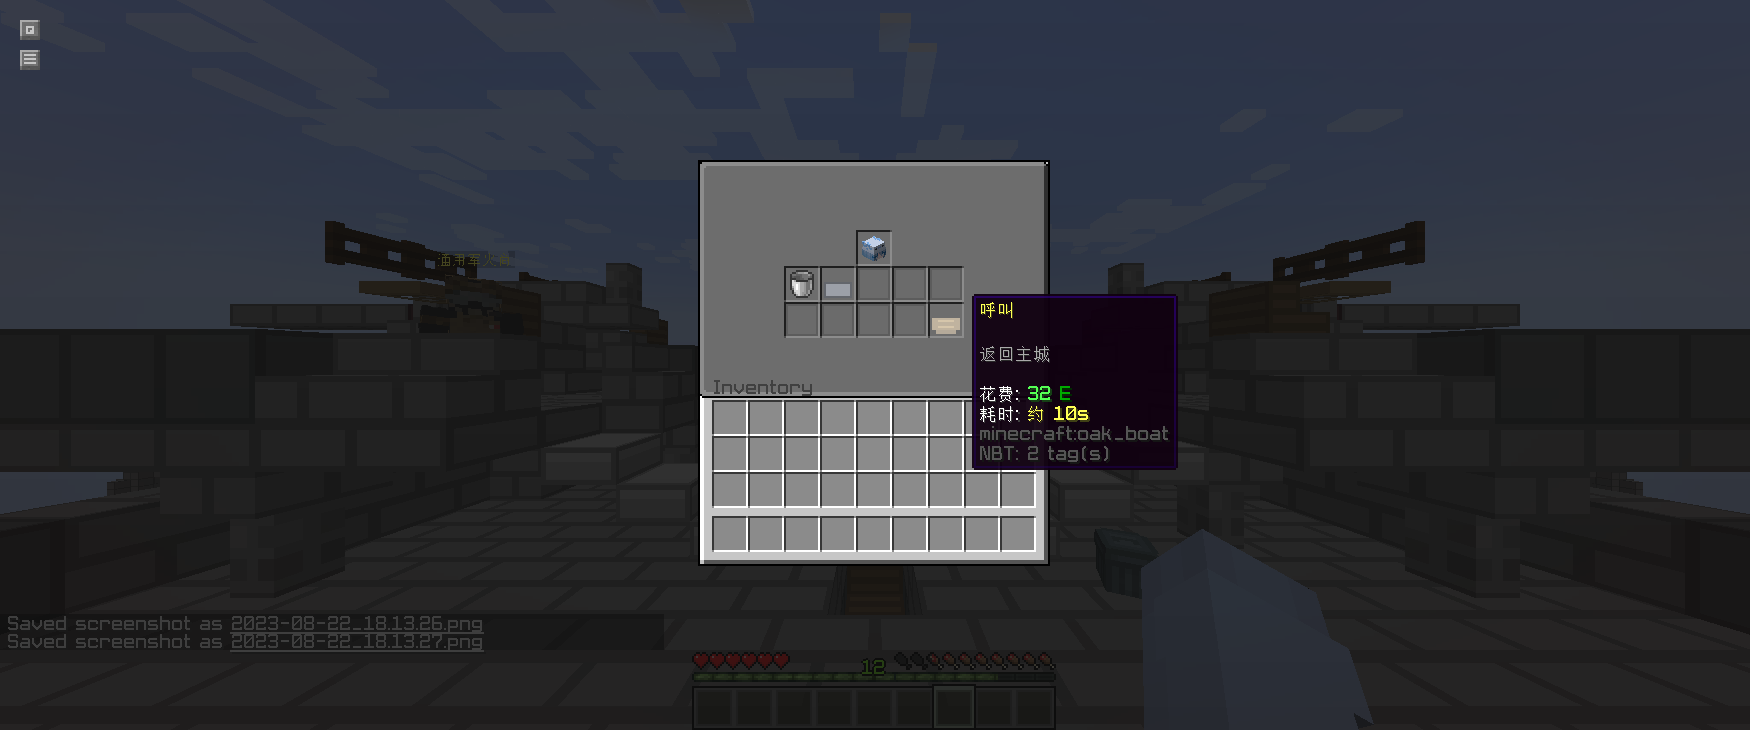 呼叫
返回主城
花费: 32 E
耗时: 约 10s
minecraft:oak_boat
NBT: 2 tag(s)
Inventory
Saved screenshot as 2023-08-22_18.13.26.png
Saved screenshot as 2023-08-22_18.13.27.png
12